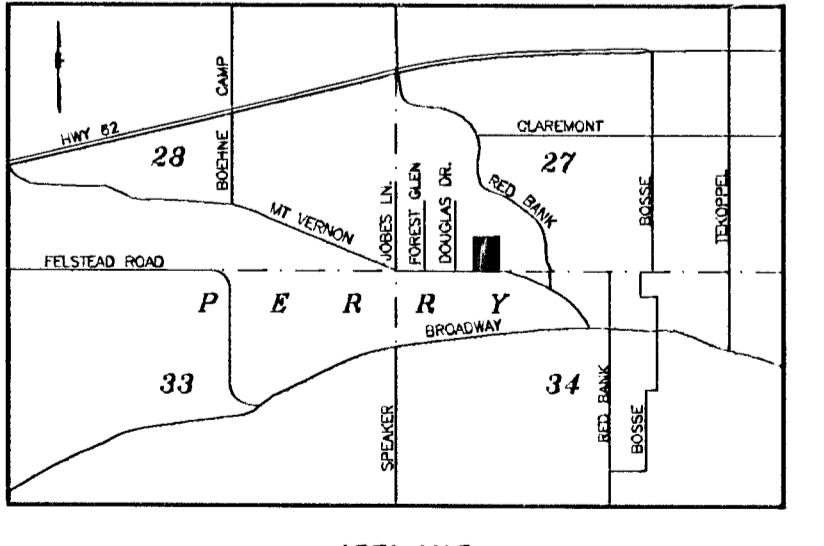 CAMP
HWY 62
CLAREMONT
28
27
BOEHNE
JOBES LN.
FOREST GLEN
DOUGLAS DR.
RED BANK
BOSSE
TEKOPPEL
MT VERNON
FELSTEAD ROAD
P E R R Y
BROADWAY
33
34
SPEAKER
RED BANK
BOSSE